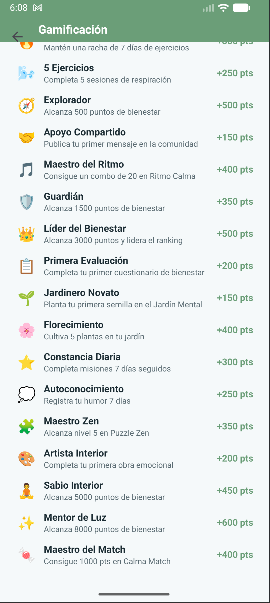 6:08
Gamificación
Mantén una racha de 7 días de ejercicios
5 Ejercicios
Completa 5 sesiones de respiración
+250 pts
Explorador
Alcanza 500 puntos de bienestar
+500 pts
Apoyo Compartido
Publica tu primer mensaje en la comunidad
+150 pts
Maestro del Ritmo
Consigue un combo de 20 en Ritmo Calma
+400 pts
Guardián
Alcanza 1500 puntos de bienestar
+350 pts
Líder del Bienestar
Alcanza 3000 puntos y lidera el ranking
+500 pts
Primera Evaluación
Completa tu primer cuestionario de bienestar
+200 pts
Jardinero Novato
Planta tu primera semilla en el Jardín Mental
+150 pts
Florecimiento
Cultiva 5 plantas en tu jardín
+400 pts
Constancia Diaria
Completa misiones 7 días seguidos
+300 pts
Autoconocimiento
Registra tu humor 7 días
+250 pts
Maestro Zen
Alcanza nivel 5 en Puzzle Zen
+350 pts
Artista Interior
Completa tu primera obra emocional
+200 pts
Sabio Interior
Alcanza 5000 puntos de bienestar
+450 pts
Mentor de Luz
Alcanza 8000 puntos de bienestar
+600 pts
Maestro del Match
Consigue 1000 pts en Calma Match
+400 pts